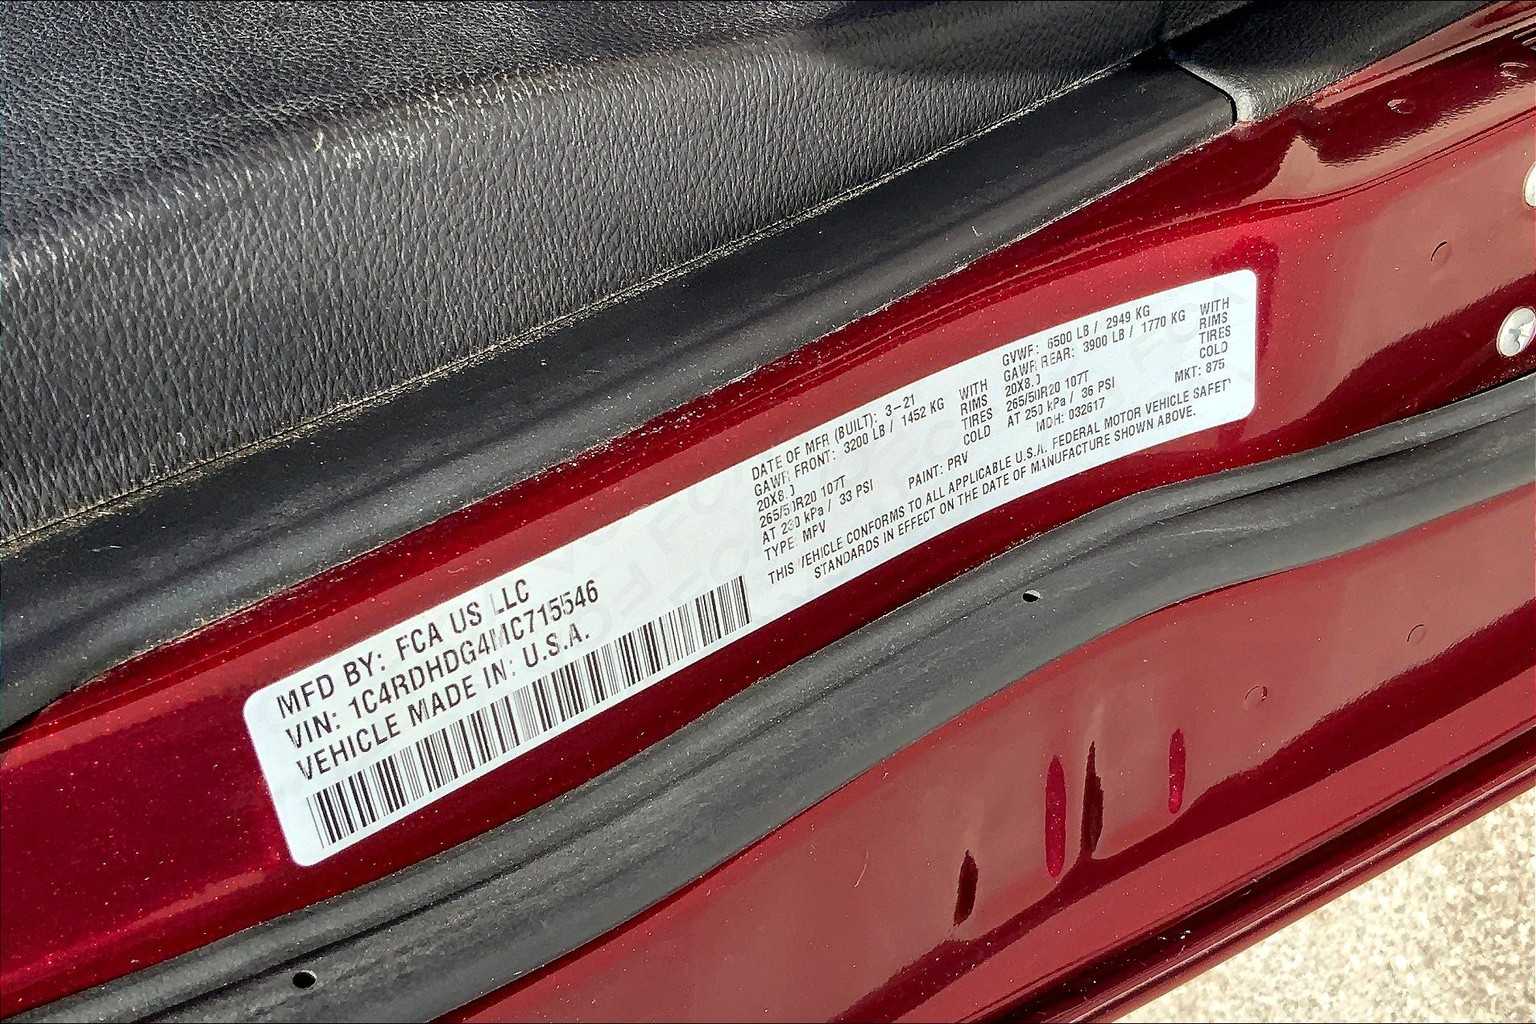 MFD BY: FCA US LLC
VIN: 1C4RDHDG4MC715546
VEHICLE MADE IN: U.S.A.
DATE OF MFR (BUILT): 3-21
GAWR FRONT: 3200 LB / 1452 KG WITH
20X8.0 RIMS
265/50R20 107T TIRES
AT 230 kPa / 33 PSI COLD
TYPE: MPV PAINT: PRV
GVWR: 6500 LB / 2949 KG
GAWR REAR: 3900 LB / 1770 KG WITH
20X8.0 RIMS
265/50R20 107T TIRES
AT 250 kPa / 36 PSI COLD
MDH: 032617 MKT: 875
THIS VEHICLE CONFORMS TO ALL APPLICABLE U.S.A. FEDERAL MOTOR VEHICLE SAFETY
STANDARDS IN EFFECT ON THE DATE OF MANUFACTURE SHOWN ABOVE.